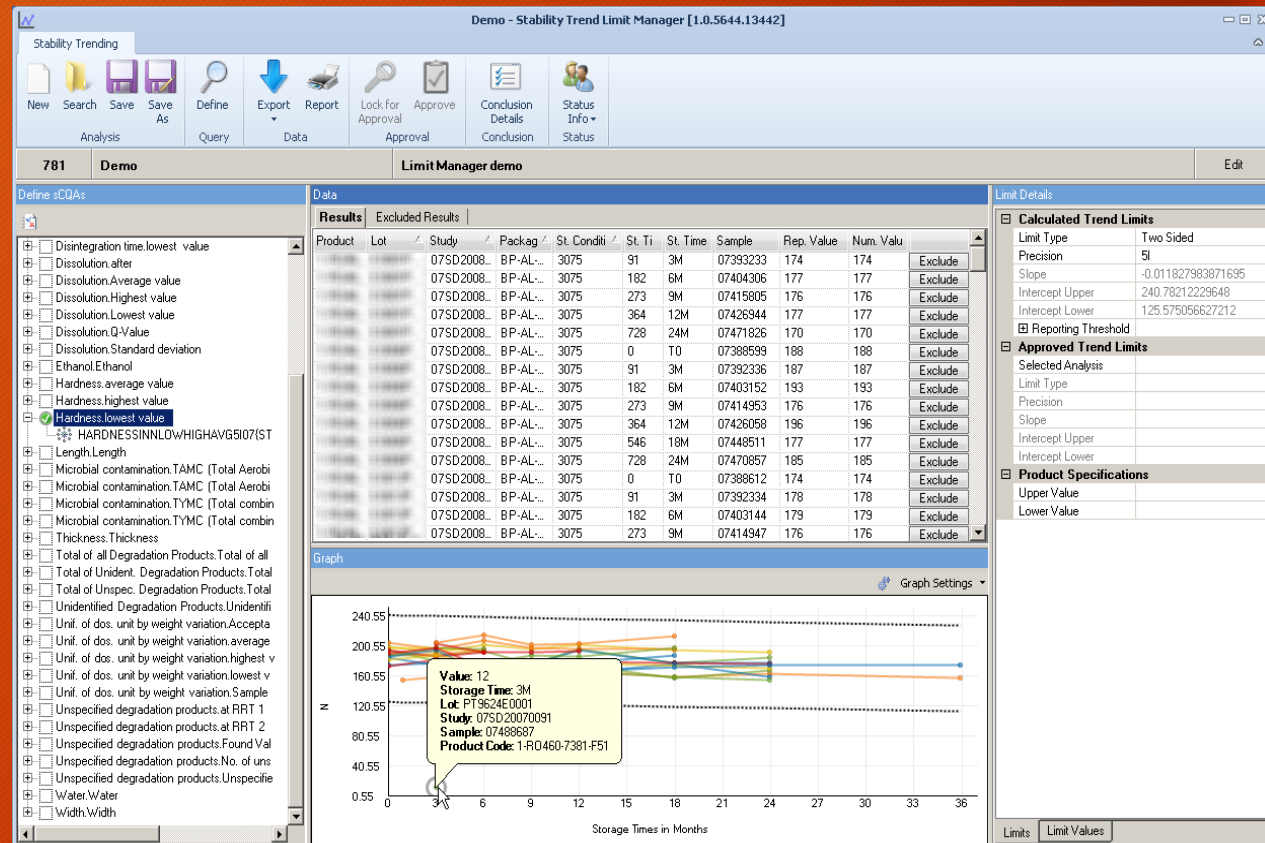 Demo - Stability Trend Limit Manager [1.0.5644.13442]
Stability Trending
New Search Save Save As Define Export Report Lock for Approval Approve Conclusion Details Status Info
Analysis Query Data Approval Conclusion Status
781 Demo Limit Manager demo Edit
Define sCQAs
Disintegration time.lowest value
Dissolution.after
Dissolution.Average value
Dissolution.Highest value
Dissolution.Lowest value
Dissolution.Q-Value
Dissolution.Standard deviation
Ethanol.Ethanol
Hardness.average value
Hardness.highest value
Hardness.lowest value
HARDNESSINNLOWHIGHAVG5I07(ST
Length.Length
Microbial contamination.TAMC (Total Aerobi
Microbial contamination.TAMC (Total Aerobi
Microbial contamination.TYMC (Total combin
Microbial contamination.TYMC (Total combin
Thickness.Thickness
Total of all Degradation Products.Total of all
Total of Unident. Degradation Products.Total
Total of Unspec. Degradation Products.Total
Unidentified Degradation Products.Unidentifi
Unif. of dos. unit by weight variation.Accepta
Unif. of dos. unit by weight variation.average
Unif. of dos. unit by weight variation.highest v
Unif. of dos. unit by weight variation.lowest v
Unif. of dos. unit by weight variation.Sample
Unspecified degradation products.at RRT 1
Unspecified degradation products.at RRT 2
Unspecified degradation products.Found Val
Unspecified degradation products.No. of uns
Unspecified degradation products.Unspecifie
Water.Water
Width.Width
Data
Results Excluded Results
Product Lot Study Packag St. Conditi St. Ti St. Time Sample Rep. Value Num. Valu
07SD2008... BP-AL-... 3075 91 3M 07393233 174 174 Exclude
07SD2008... BP-AL-... 3075 182 6M 07404306 177 177 Exclude
07SD2008... BP-AL-... 3075 273 9M 07415805 176 176 Exclude
07SD2008... BP-AL-... 3075 364 12M 07426944 177 177 Exclude
07SD2008... BP-AL-... 3075 728 24M 07471826 170 170 Exclude
07SD2008... BP-AL-... 3075 0 T0 07388599 188 188 Exclude
07SD2008... BP-AL-... 3075 91 3M 07392336 187 187 Exclude
07SD2008... BP-AL-... 3075 182 6M 07403152 193 193 Exclude
07SD2008... BP-AL-... 3075 273 9M 07414953 176 176 Exclude
07SD2008... BP-AL-... 3075 364 12M 07426058 196 196 Exclude
07SD2008... BP-AL-... 3075 546 18M 07448511 177 177 Exclude
07SD2008... BP-AL-... 3075 728 24M 07470857 185 185 Exclude
07SD2008... BP-AL-... 3075 0 T0 07388612 174 174 Exclude
07SD2008... BP-AL-... 3075 91 3M 07392334 178 178 Exclude
07SD2008... BP-AL-... 3075 182 6M 07403144 179 179 Exclude
07SD2008... BP-AL-... 3075 273 9M 07414947 176 176 Exclude
Graph
Graph Settings
240.55
200.55
160.55
N
120.55
80.55
40.55
0.55
0 3 6 9 12 15 18 21 24 27 30 33 36
Storage Times in Months
Value: 12
Storage Time: 3M
Lot: PT9624E0001
Study: 07SD20070091
Sample: 07488687
Product Code: 1-RO460-7381-F51
Limit Details
Calculated Trend Limits
Limit Type Two Sided
Precision 5I
Slope -0.011827983871695
Intercept Upper 240.78212229648
Intercept Lower 125.575056627212
Reporting Threshold
Approved Trend Limits
Selected Analysis
Limit Type
Precision
Slope
Intercept Upper
Intercept Lower
Product Specifications
Upper Value
Lower Value
Limits Limit Values